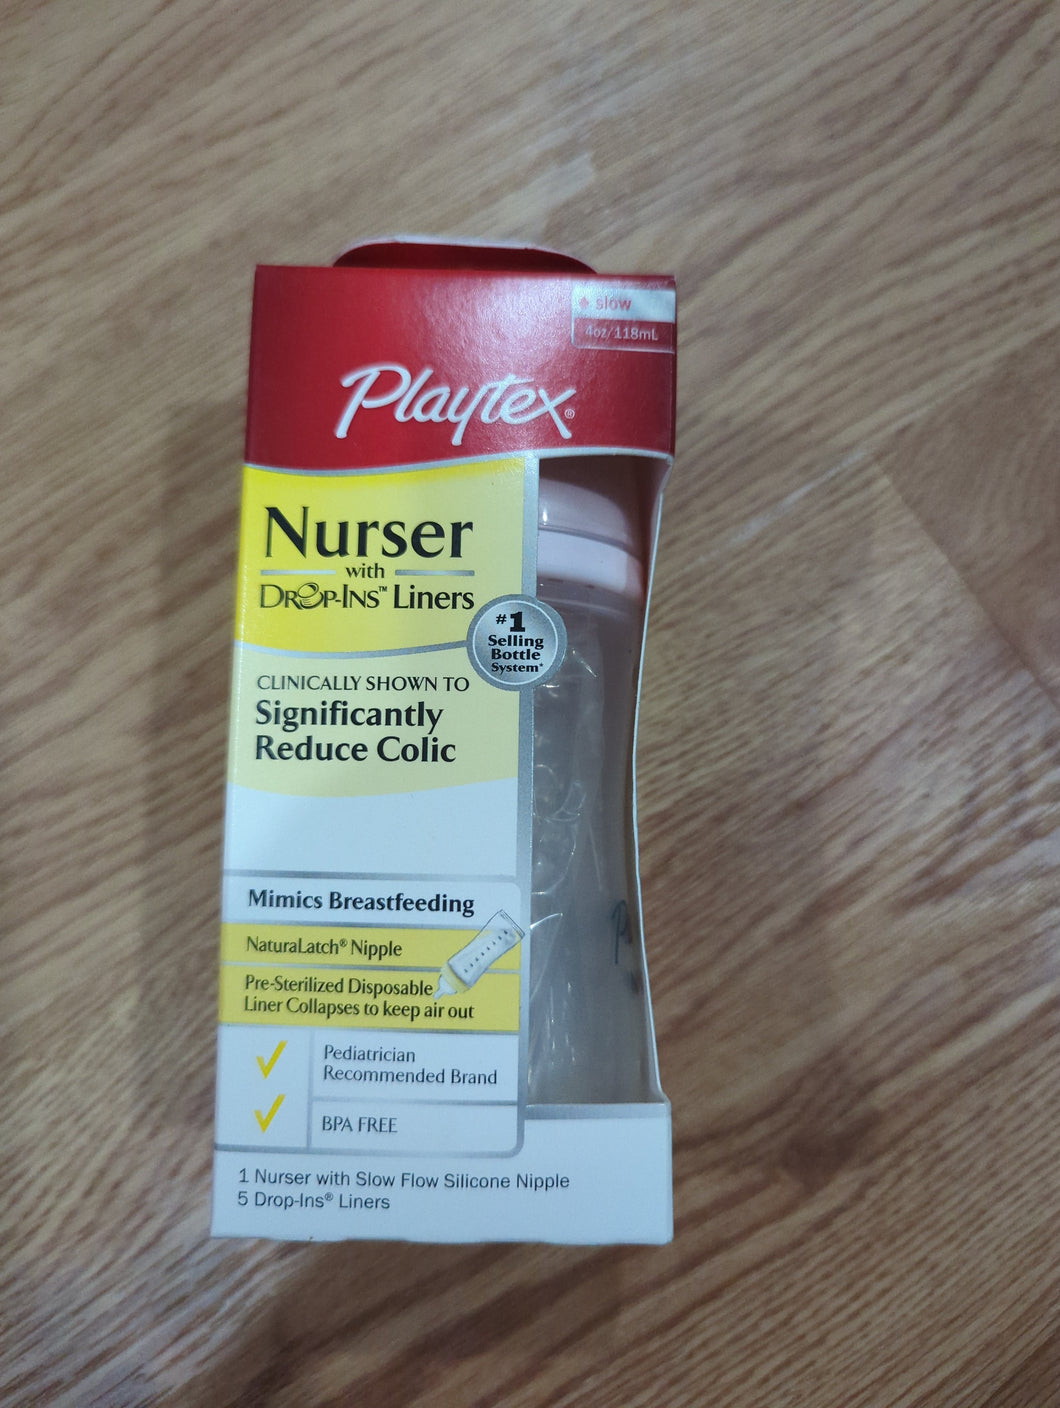 slow
4oz/118mL
Playtex®
Nurser
with
DROP-INS™ Liners
#1
Selling
Bottle
System*
CLINICALLY SHOWN TO
Significantly
Reduce Colic
Mimics Breastfeeding
NaturaLatch® Nipple
Pre-Sterilized Disposable
Liner Collapses to keep air out
Pediatrician
Recommended Brand
BPA FREE
1 Nurser with Slow Flow Silicone Nipple
5 Drop-Ins® Liners